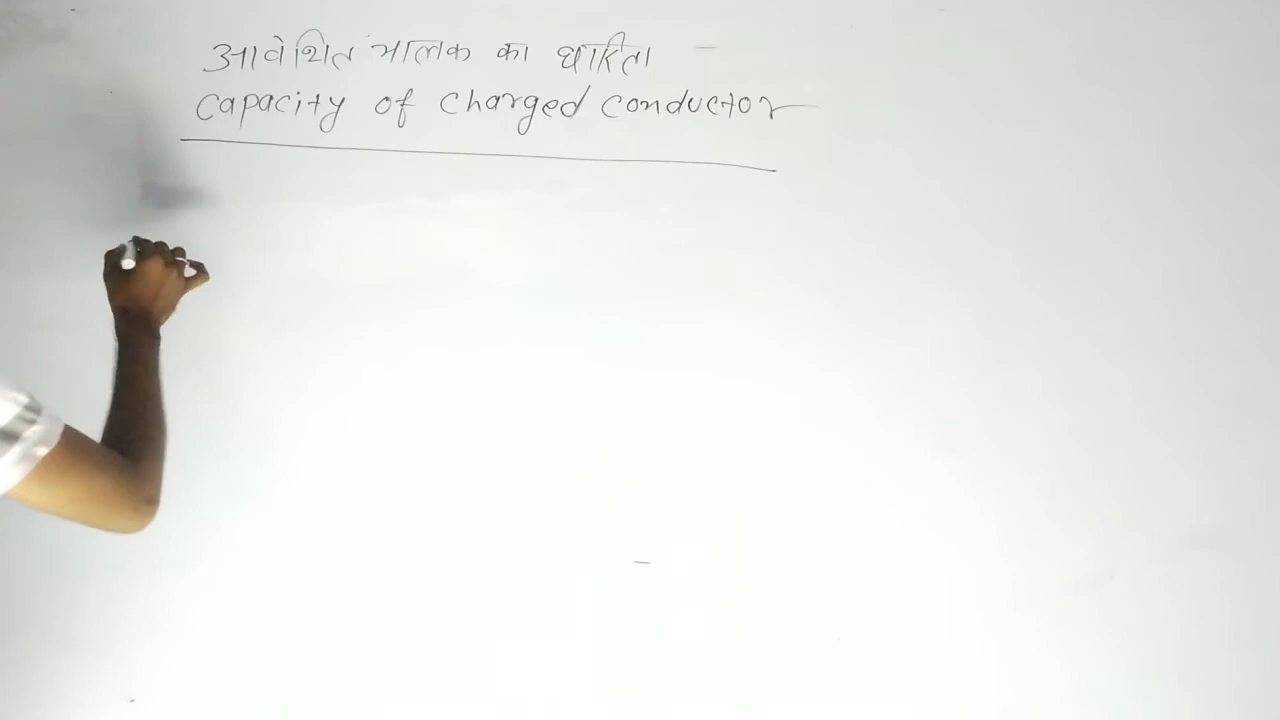 आवेशित चालक का धारिता -
Capacity of Charged Conductor